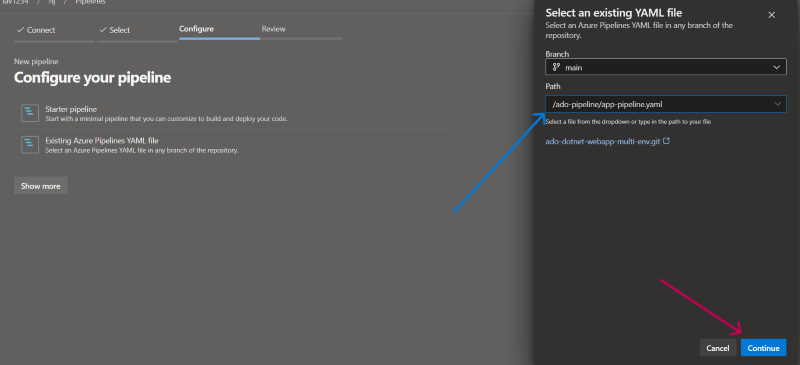 lav1234 / hj / Pipelines
Connect
Select
Configure
Review
New pipeline
Configure your pipeline
Starter pipeline
Start with a minimal pipeline that you can customize to build and deploy your code.
Existing Azure Pipelines YAML file
Select an Azure Pipelines YAML file in any branch of the repository.
Show more
Select an existing YAML file
Select an Azure Pipelines YAML file in any branch of the
repository.
Branch
main
Path
/ado-pipeline/app-pipeline.yaml
Select a file from the dropdown or type in the path to your file
ado-dotnet-webapp-multi-env.git
Cancel
Continue